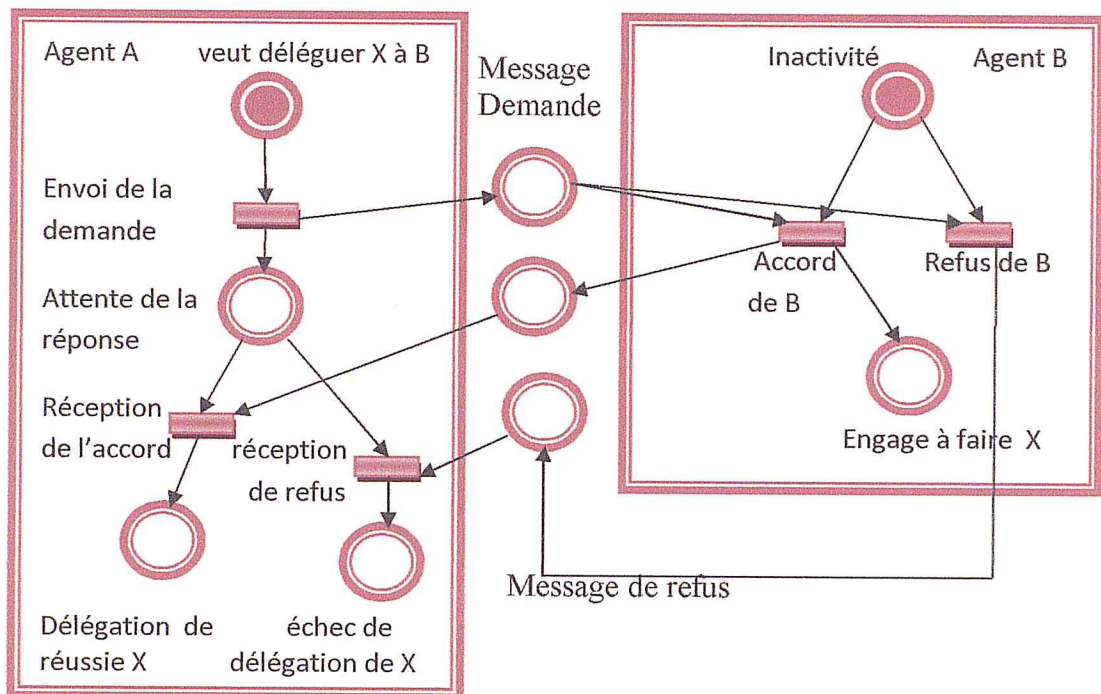 Agent A
veut déléguer X à B
Envoi de la
demande
Attente de la
réponse
Réception
de l’accord
réception
de refus
Délégation de
réussie X
échec de
délégation de X
Message
Demande
Message de refus
Inactivité
Agent B
Accord
de B
Refus de B
Engage à faire X